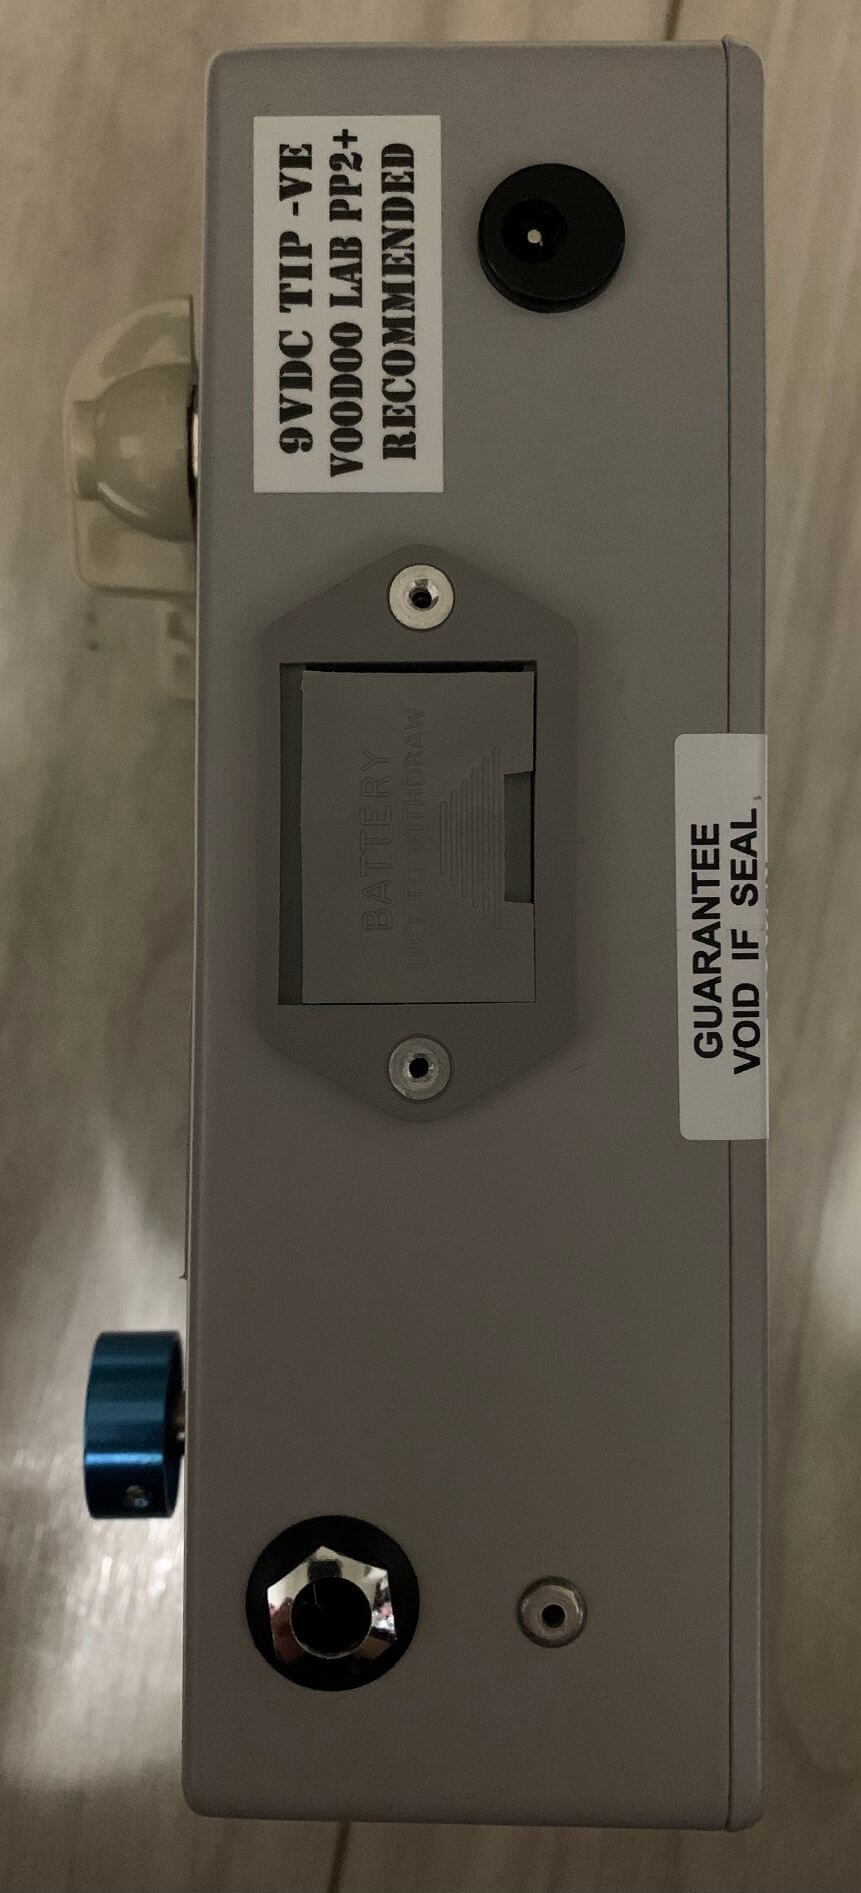 9VDC TIP -VE
VOODOO LAB PP2+
RECOMMENDED
BATTERY
LIFT TO WITHDRAW
GUARANTEE
VOID IF SEAL